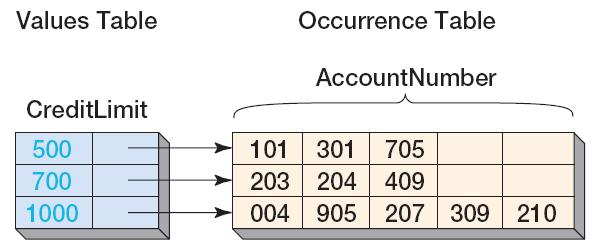 Values Table Occurrence Table
AccountNumber
CreditLimit
500 101 301 705
700 203 204 409
1000 004 905 207 309 210